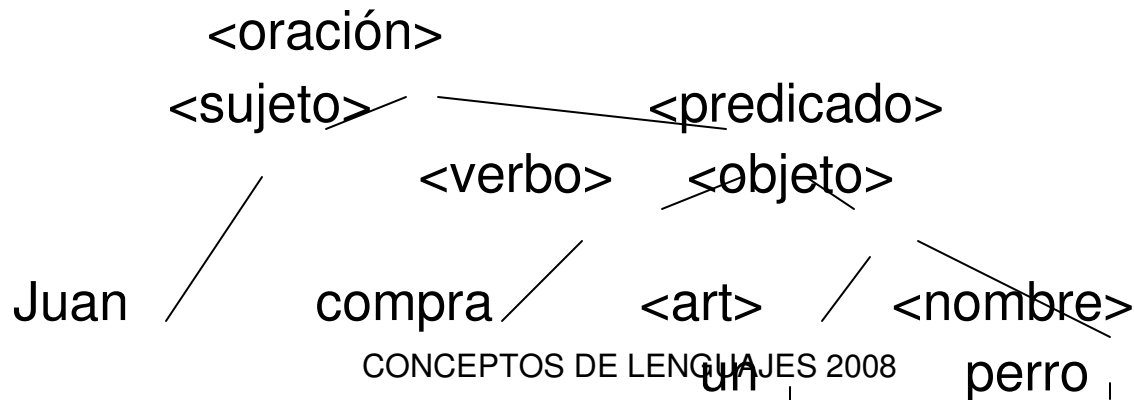 <oración>
<sujeto> <predicado>
<verbo> <objeto>
Juan compra <art> <nombre>
CONCEPTOS DE LENGUAJES 2008
un perro